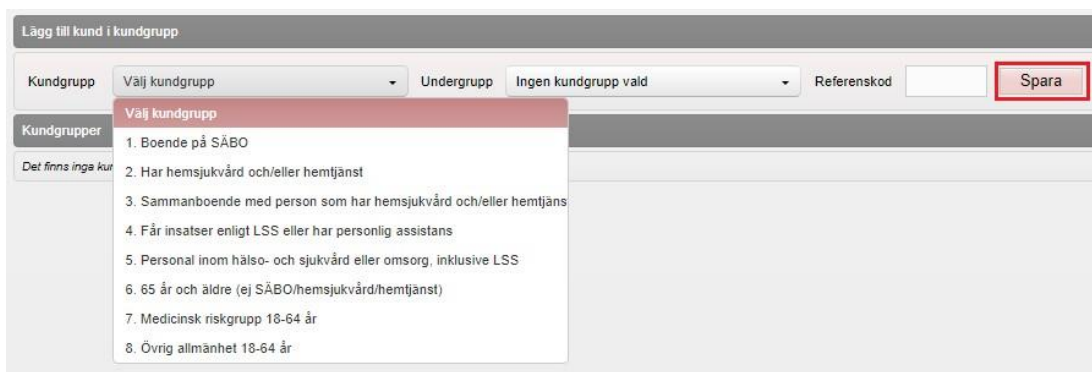 Lägg till kund i kundgrupp
Kundgrupp Välj kundgrupp Undergrupp Ingen kundgrupp vald Referenskod Spara
Välj kundgrupp
Kundgrupper
1. Boende på SÄBO
Det finns inga
2. Har hemsjukvård och/eller hemtjänst
3. Sammanboende med person som har hemsjukvård och/eller hemtjäns
4. Får insatser enligt LSS eller har personlig assistans
5. Personal inom hälso- och sjukvård eller omsorg, inklusive LSS
6. 65 år och äldre (ej SÄBO/hemsjukvård/hemtjänst)
7. Medicinsk riskgrupp 18-64 år
8. Övrig allmänhet 18-64 år